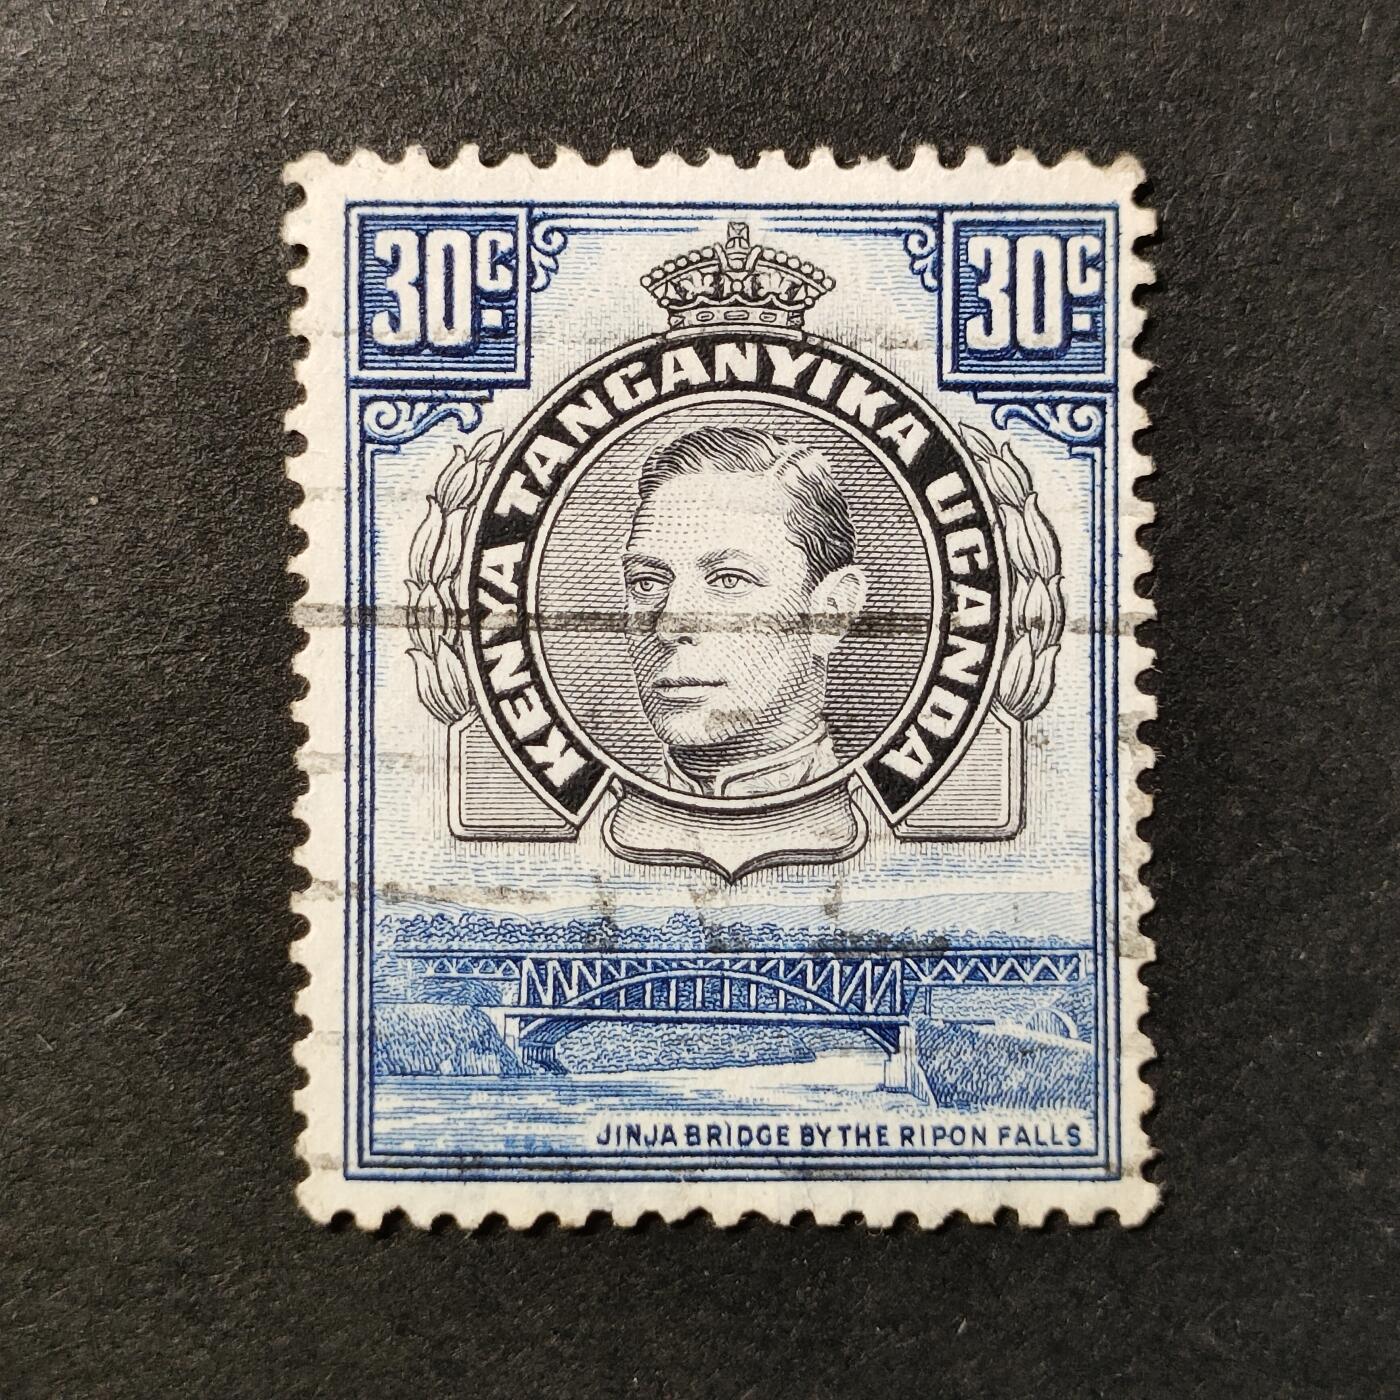 30c 30c
KENYA TANGANYIKA UGANDA
JINJA BRIDGE BY THE RIPON FALLS